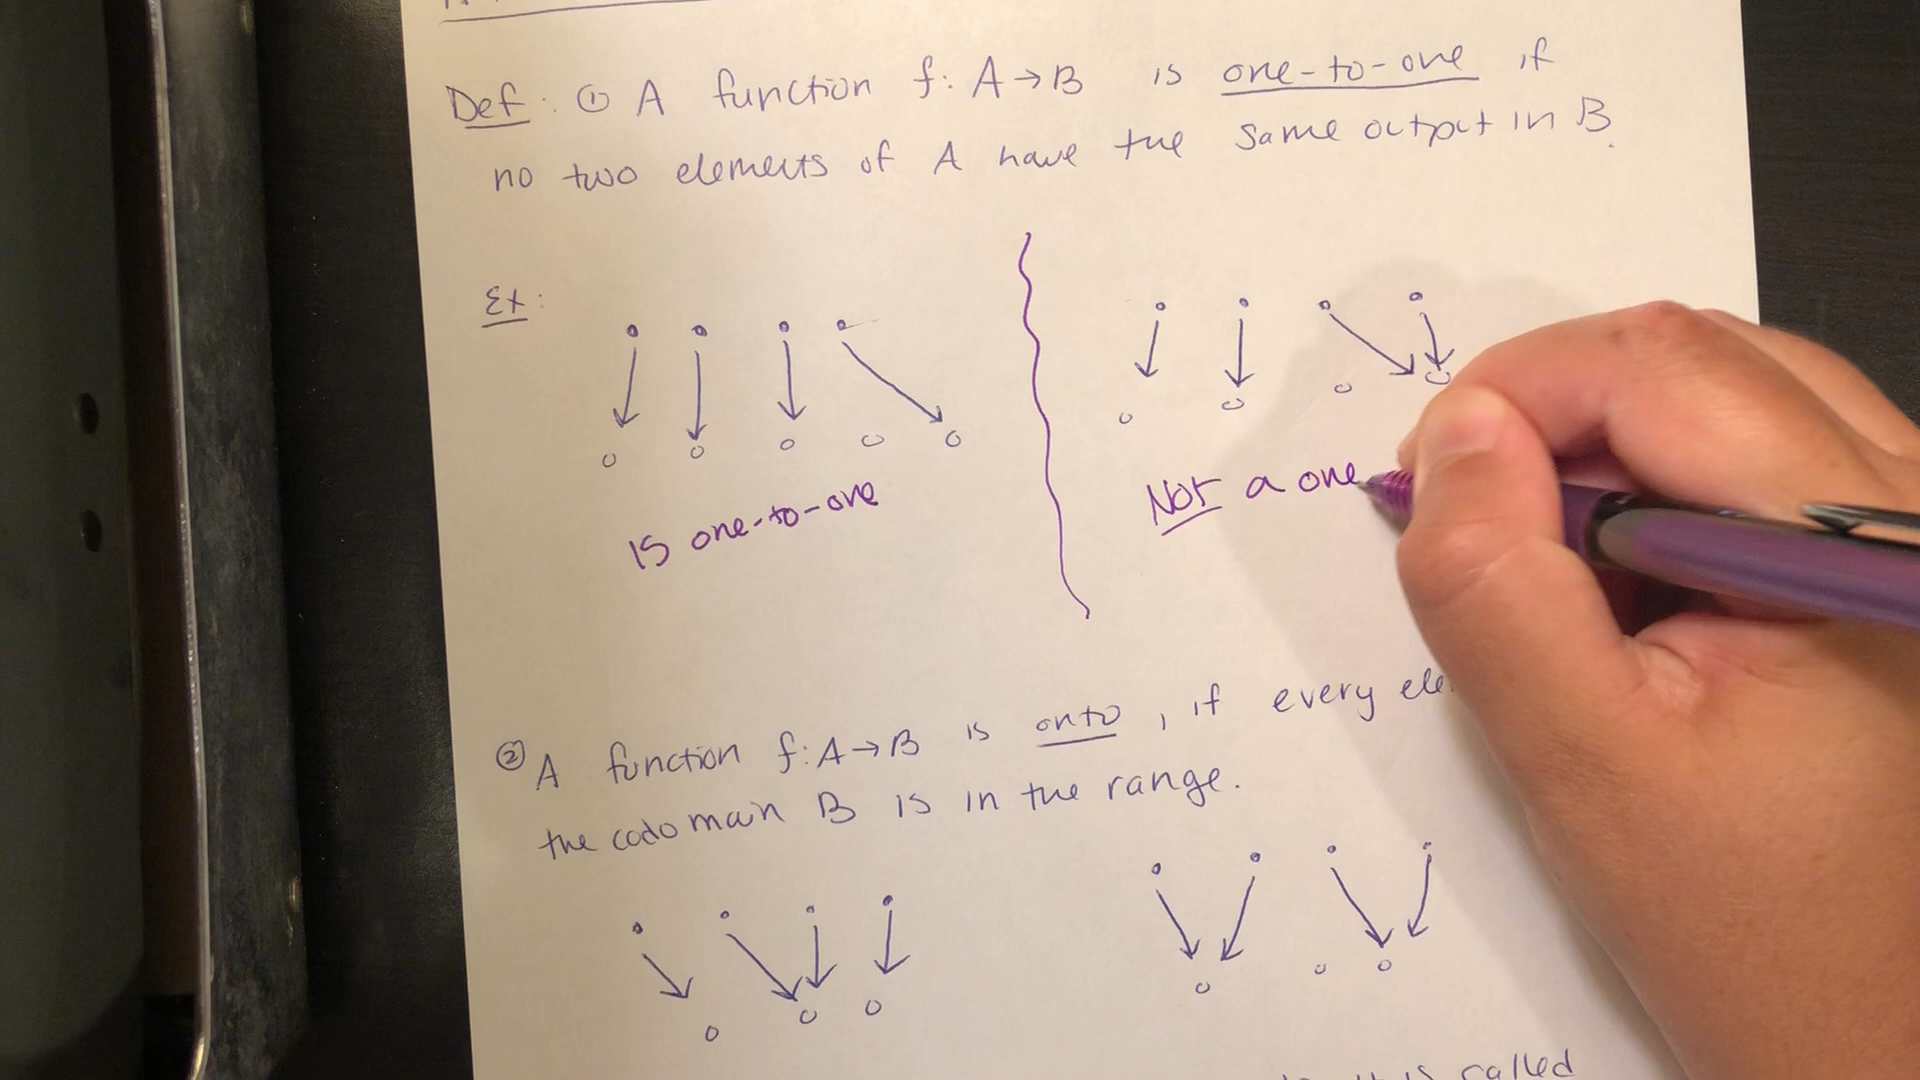 Def: ① A function f: A→B is one-to-one if
no two elements of A have the same output in B.
Ex:
is one-to-one
Not a one
② A function f: A→B is onto, if every ele
the codomain B is in the range.
is called